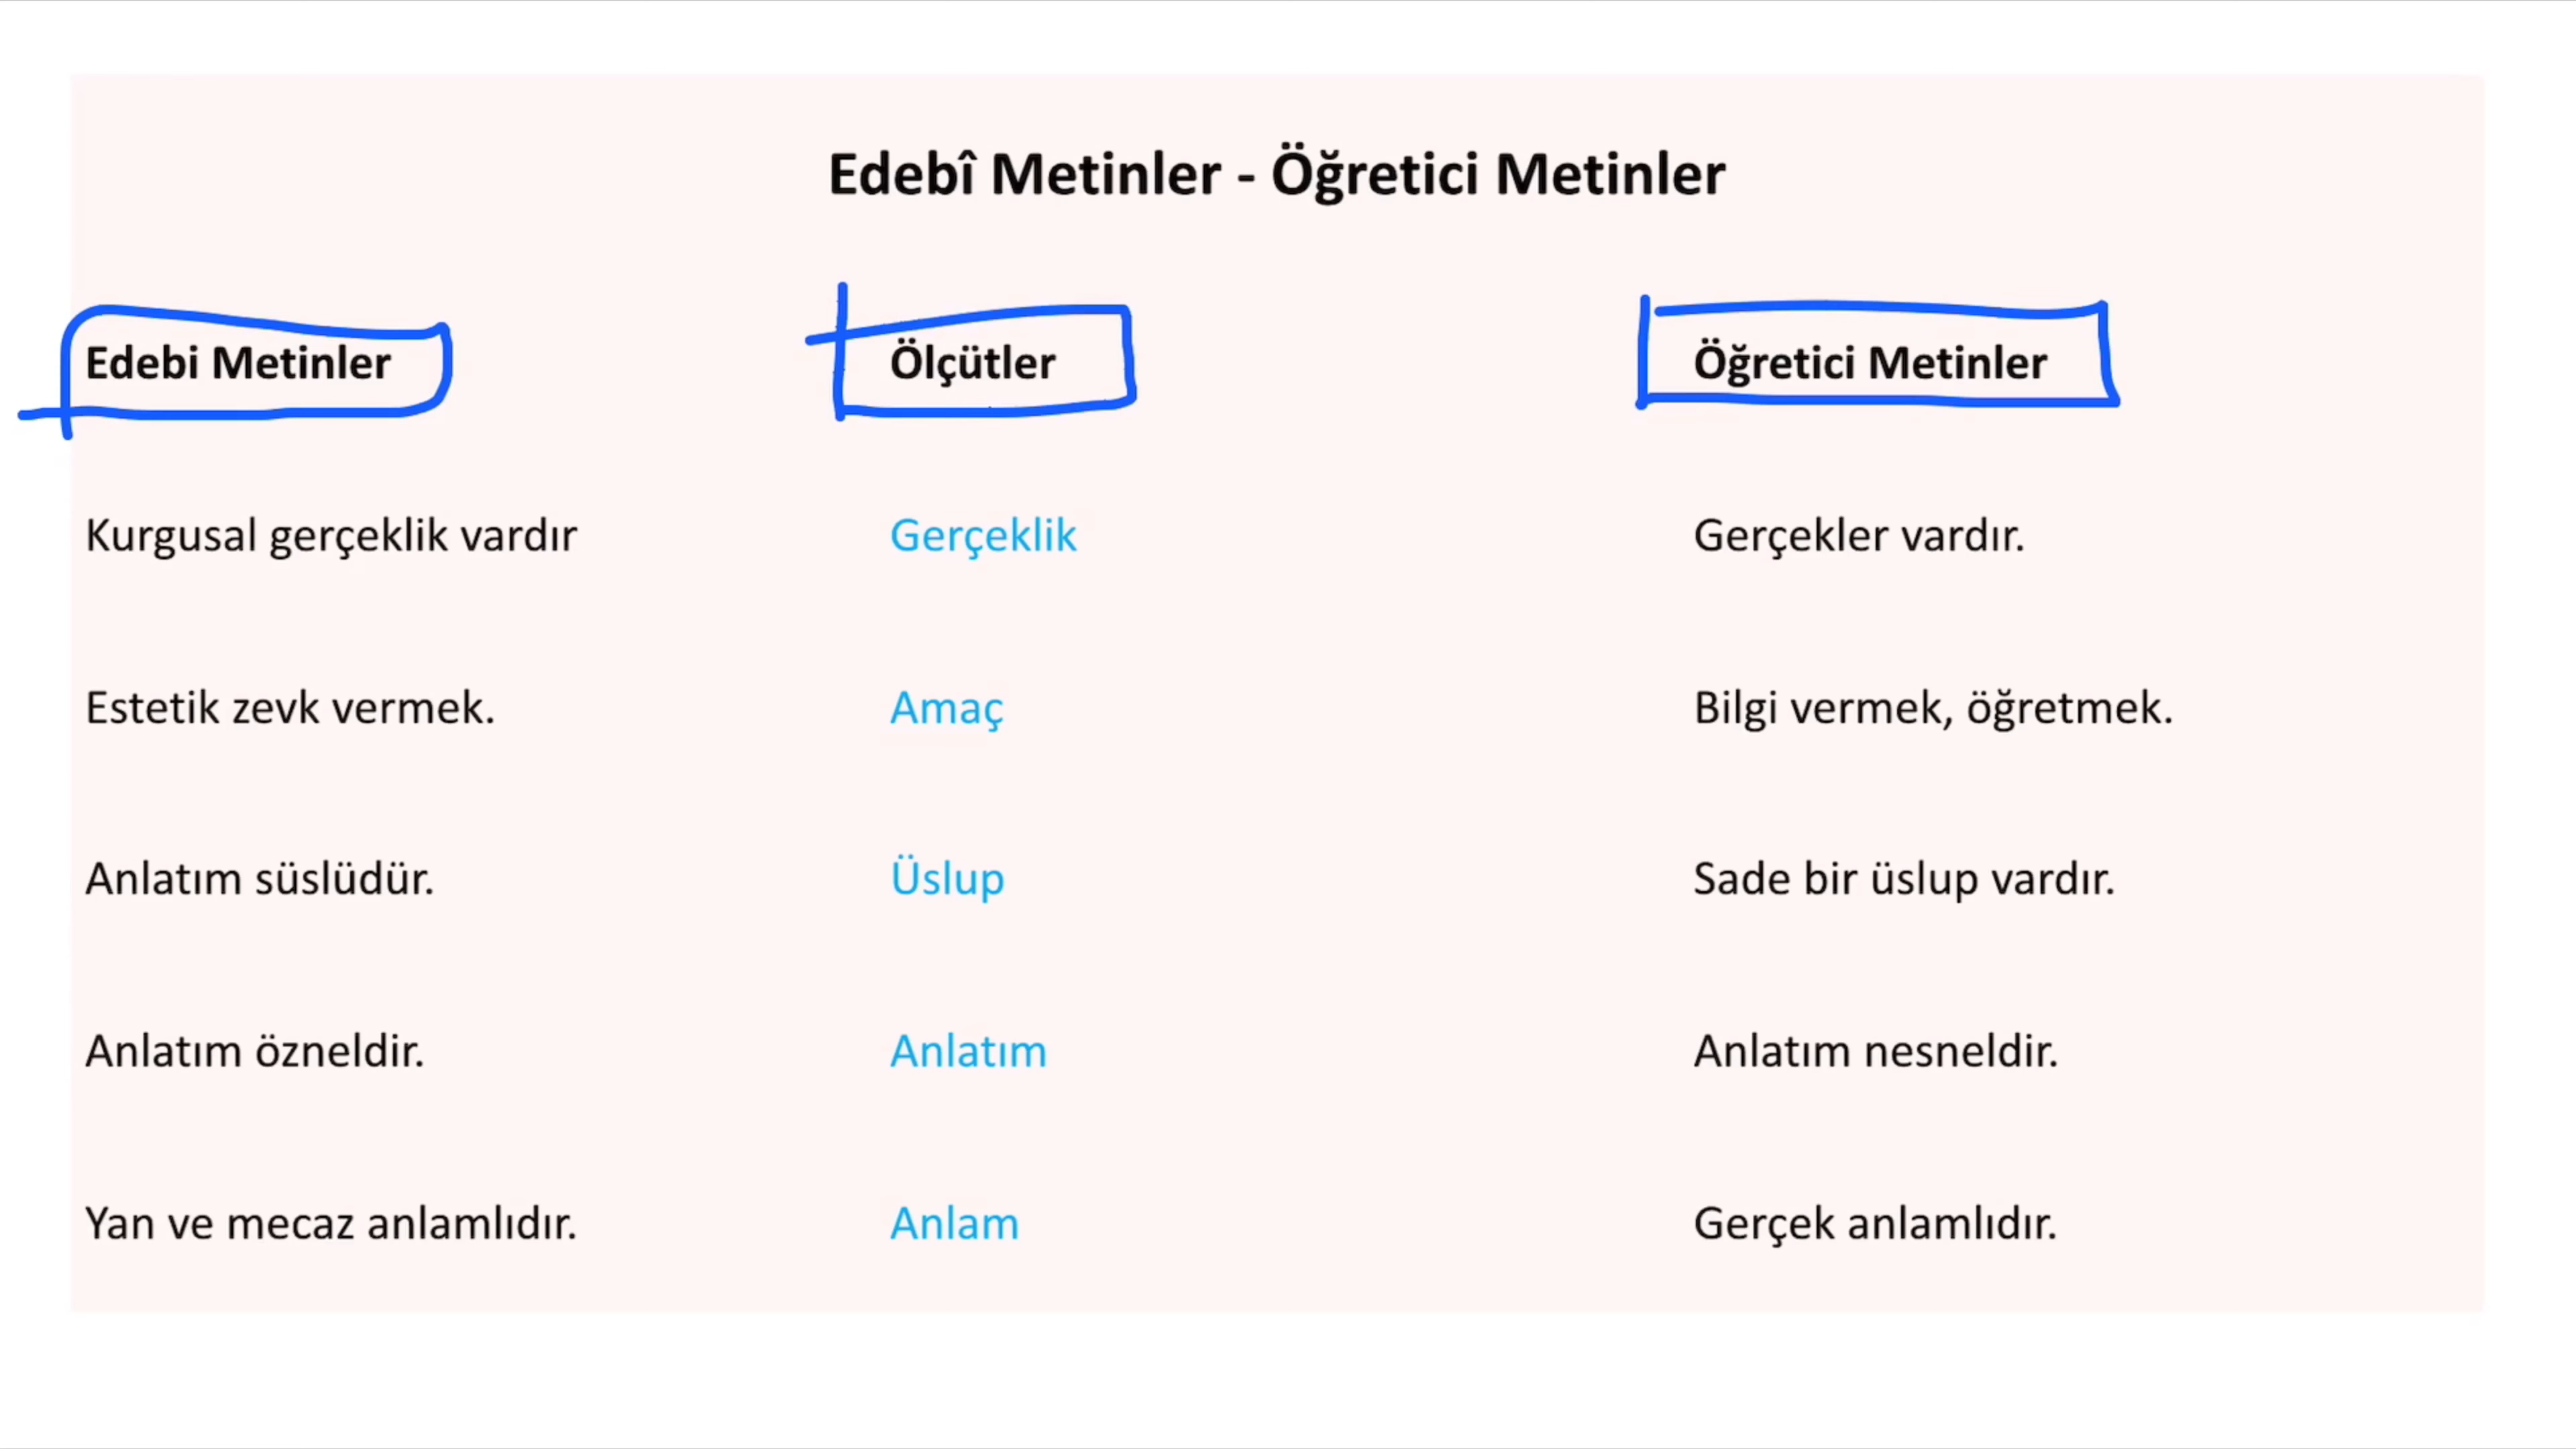 Edebî Metinler - Öğretici Metinler
Edebi Metinler Ölçütler Öğretici Metinler
Kurgusal gerçeklik vardır Gerçeklik Gerçekler vardır.
Estetik zevk vermek. Amaç Bilgi vermek, öğretmek.
Anlatım süslüdür. Üslup Sade bir üslup vardır.
Anlatım özneldir. Anlatım Anlatım nesneldir.
Yan ve mecaz anlamlıdır. Anlam Gerçek anlamlıdır.